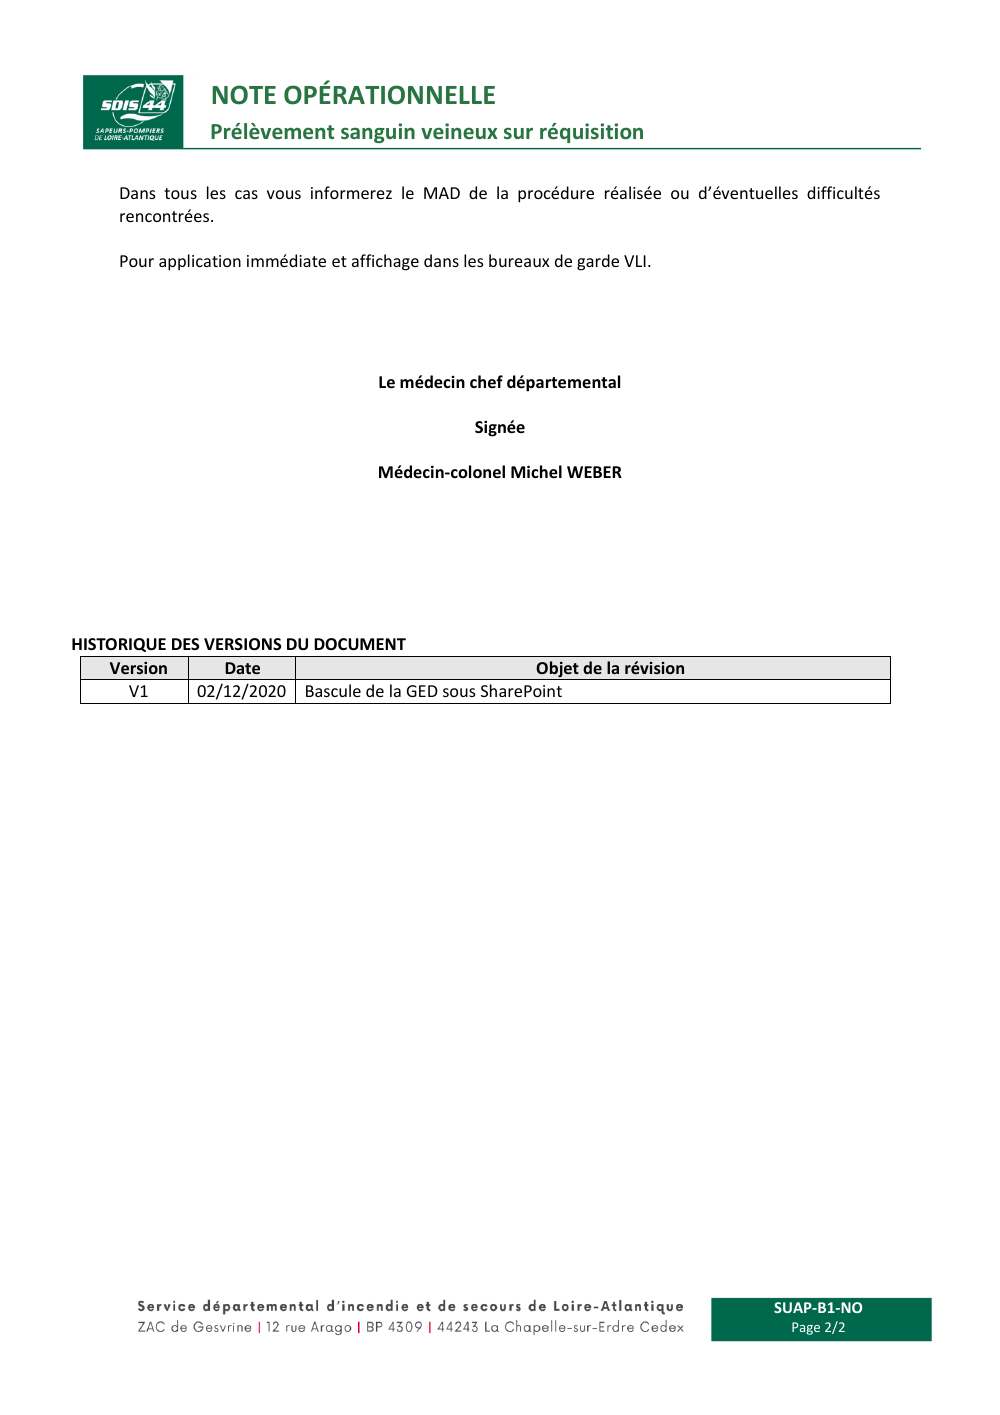 SDIS 44
SAPEURS-POMPIERS
DE LOIRE-ATLANTIQUE
NOTE OPÉRATIONNELLE
Prélèvement sanguin veineux sur réquisition
Dans tous les cas vous informerez le MAD de la procédure réalisée ou d’éventuelles difficultés
rencontrées.
Pour application immédiate et affichage dans les bureaux de garde VLI.
Le médecin chef départemental
Signée
Médecin-colonel Michel WEBER
HISTORIQUE DES VERSIONS DU DOCUMENT
Version Date Objet de la révision
V1 02/12/2020 Bascule de la GED sous SharePoint
Service départemental d’incendie et de secours de Loire-Atlantique
ZAC de Gesvrine | 12 rue Arago | BP 4309 | 44243 La Chapelle-sur-Erdre Cedex
SUAP-B1-NO
Page 2/2